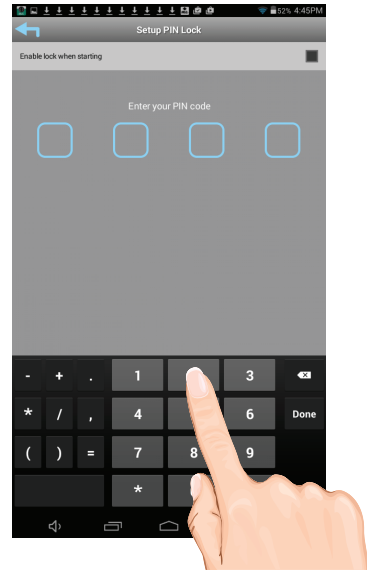 52% 4:45PM
Setup PIN Lock
Enable lock when starting
Enter your PIN code
- + . 1 3
* / , 4 6 Done
( ) = 7 8 9
*